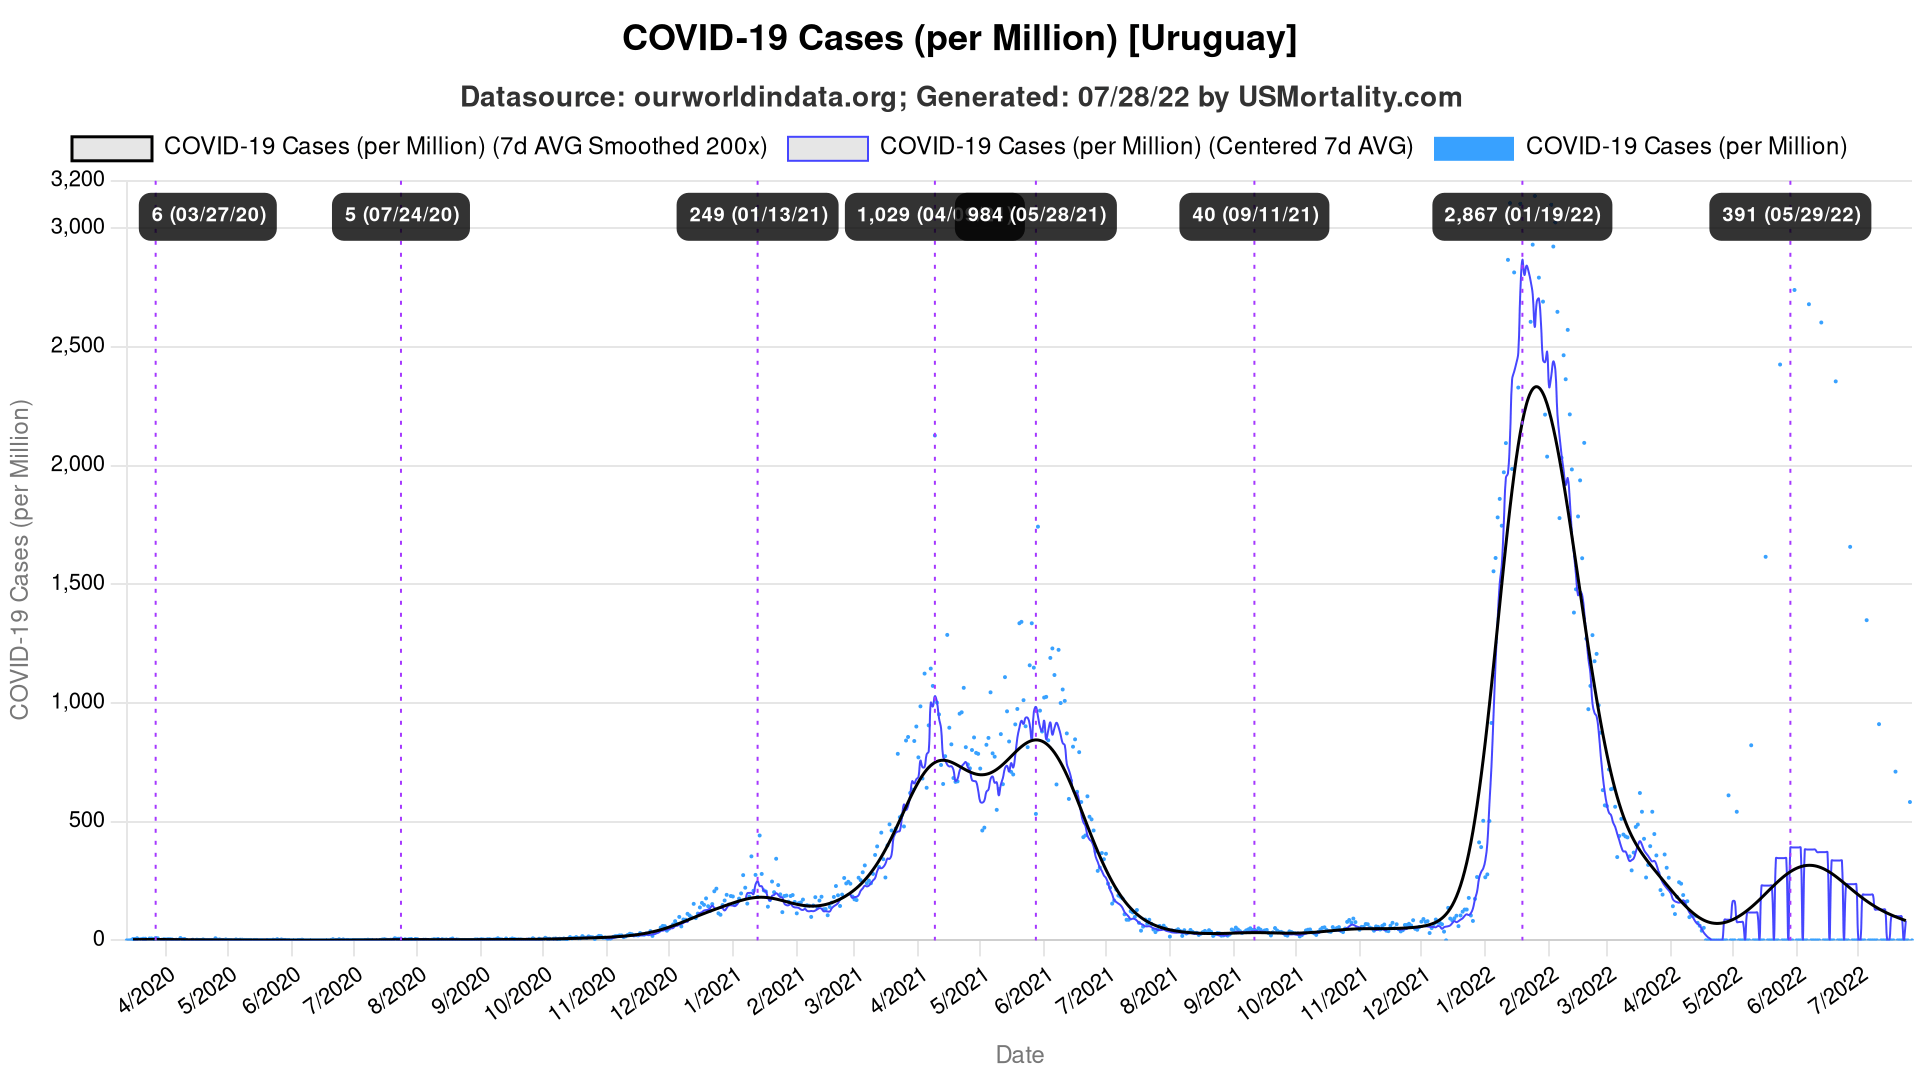 COVID-19 Cases (per Million) [Uruguay]
Datasource: ourworldindata.org; Generated: 07/28/22 by USMortality.com
COVID-19 Cases (per Million) (7d AVG Smoothed 200x) COVID-19 Cases (per Million) (Centered 7d AVG) COVID-19 Cases (per Million)
3,200
6 (03/27/20) 5 (07/24/20) 249 (01/13/21) 1,029 (04/0 984 (05/28/21) 40 (09/11/21) 2,867 (01/19/22) 391 (05/29/22)
3,000
2,500
2,000
1,500
1,000
500
0
COVID-19 Cases (per Million)
4/2020 5/2020 6/2020 7/2020 8/2020 9/2020 10/2020 11/2020 12/2020 1/2021 2/2021 3/2021 4/2021 5/2021 6/2021 7/2021 8/2021 9/2021 10/2021 11/2021 12/2021 1/2022 2/2022 3/2022 4/2022 5/2022 6/2022 7/2022
Date